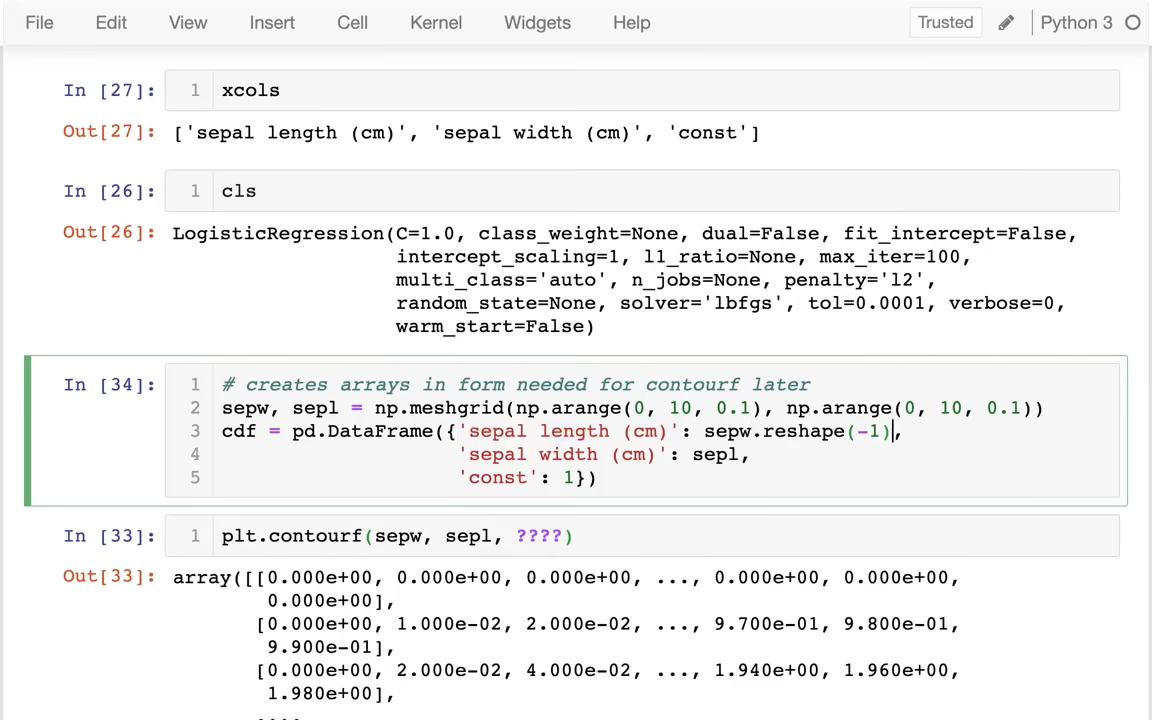 File Edit View Insert Cell Kernel Widgets Help Trusted Python 3
In [27]: 1 xcols
Out[27]: ['sepal length (cm)', 'sepal width (cm)', 'const']
In [26]: 1 cls
Out[26]: LogisticRegression(C=1.0, class_weight=None, dual=False, fit_intercept=False,
intercept_scaling=1, l1_ratio=None, max_iter=100,
multi_class='auto', n_jobs=None, penalty='l2',
random_state=None, solver='lbfgs', tol=0.0001, verbose=0,
warm_start=False)
In [34]: 1 # creates arrays in form needed for contourf later
2 sepw, sepl = np.meshgrid(np.arange(0, 10, 0.1), np.arange(0, 10, 0.1))
3 cdf = pd.DataFrame({'sepal length (cm)': sepw.reshape(-1),
4 'sepal width (cm)': sepl,
5 'const': 1})
In [33]: 1 plt.contourf(sepw, sepl, ????)
Out[33]: array([[0.000e+00, 0.000e+00, 0.000e+00, ..., 0.000e+00, 0.000e+00,
0.000e+00],
[0.000e+00, 1.000e-02, 2.000e-02, ..., 9.700e-01, 9.800e-01,
9.900e-01],
[0.000e+00, 2.000e-02, 4.000e-02, ..., 1.940e+00, 1.960e+00,
1.980e+00],